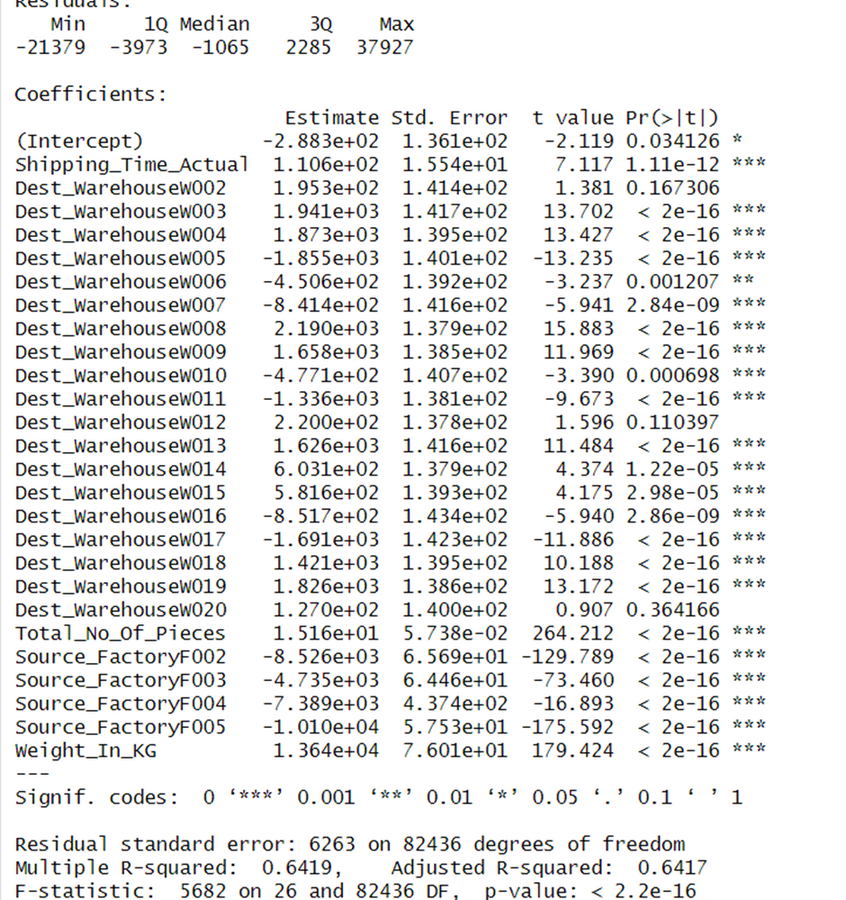 Residuals:
Min 1Q Median 3Q Max
-21379 -3973 -1065 2285 37927
Coefficients:
Estimate Std. Error t value Pr(>|t|)
(Intercept) -2.883e+02 1.361e+02 -2.119 0.034126 *
Shipping_Time_Actual 1.106e+02 1.554e+01 7.117 1.11e-12 ***
Dest_WarehouseW002 1.953e+02 1.414e+02 1.381 0.167306
Dest_WarehouseW003 1.941e+03 1.417e+02 13.702 < 2e-16 ***
Dest_WarehouseW004 1.873e+03 1.395e+02 13.427 < 2e-16 ***
Dest_WarehouseW005 -1.855e+03 1.401e+02 -13.235 < 2e-16 ***
Dest_WarehouseW006 -4.506e+02 1.392e+02 -3.237 0.001207 **
Dest_WarehouseW007 -8.414e+02 1.416e+02 -5.941 2.84e-09 ***
Dest_WarehouseW008 2.190e+03 1.379e+02 15.883 < 2e-16 ***
Dest_WarehouseW009 1.658e+03 1.385e+02 11.969 < 2e-16 ***
Dest_WarehouseW010 -4.771e+02 1.407e+02 -3.390 0.000698 ***
Dest_WarehouseW011 -1.336e+03 1.381e+02 -9.673 < 2e-16 ***
Dest_WarehouseW012 2.200e+02 1.378e+02 1.596 0.110397
Dest_WarehouseW013 1.626e+03 1.416e+02 11.484 < 2e-16 ***
Dest_WarehouseW014 6.031e+02 1.379e+02 4.374 1.22e-05 ***
Dest_WarehouseW015 5.816e+02 1.393e+02 4.175 2.98e-05 ***
Dest_WarehouseW016 -8.517e+02 1.434e+02 -5.940 2.86e-09 ***
Dest_WarehouseW017 -1.691e+03 1.423e+02 -11.886 < 2e-16 ***
Dest_WarehouseW018 1.421e+03 1.395e+02 10.188 < 2e-16 ***
Dest_WarehouseW019 1.826e+03 1.386e+02 13.172 < 2e-16 ***
Dest_WarehouseW020 1.270e+02 1.400e+02 0.907 0.364166
Total_No_Of_Pieces 1.516e+01 5.738e-02 264.212 < 2e-16 ***
Source_FactoryF002 -8.526e+03 6.569e+01 -129.789 < 2e-16 ***
Source_FactoryF003 -4.735e+03 6.446e+01 -73.460 < 2e-16 ***
Source_FactoryF004 -7.389e+03 4.374e+02 -16.893 < 2e-16 ***
Source_FactoryF005 -1.010e+04 5.753e+01 -175.592 < 2e-16 ***
Weight_In_KG 1.364e+04 7.601e+01 179.424 < 2e-16 ***
---
Signif. codes: 0 ‘***’ 0.001 ‘**’ 0.01 ‘*’ 0.05 ‘.’ 0.1 ‘ ’ 1
Residual standard error: 6263 on 82436 degrees of freedom
Multiple R-squared: 0.6419, Adjusted R-squared: 0.6417
F-statistic: 5682 on 26 and 82436 DF, p-value: < 2.2e-16